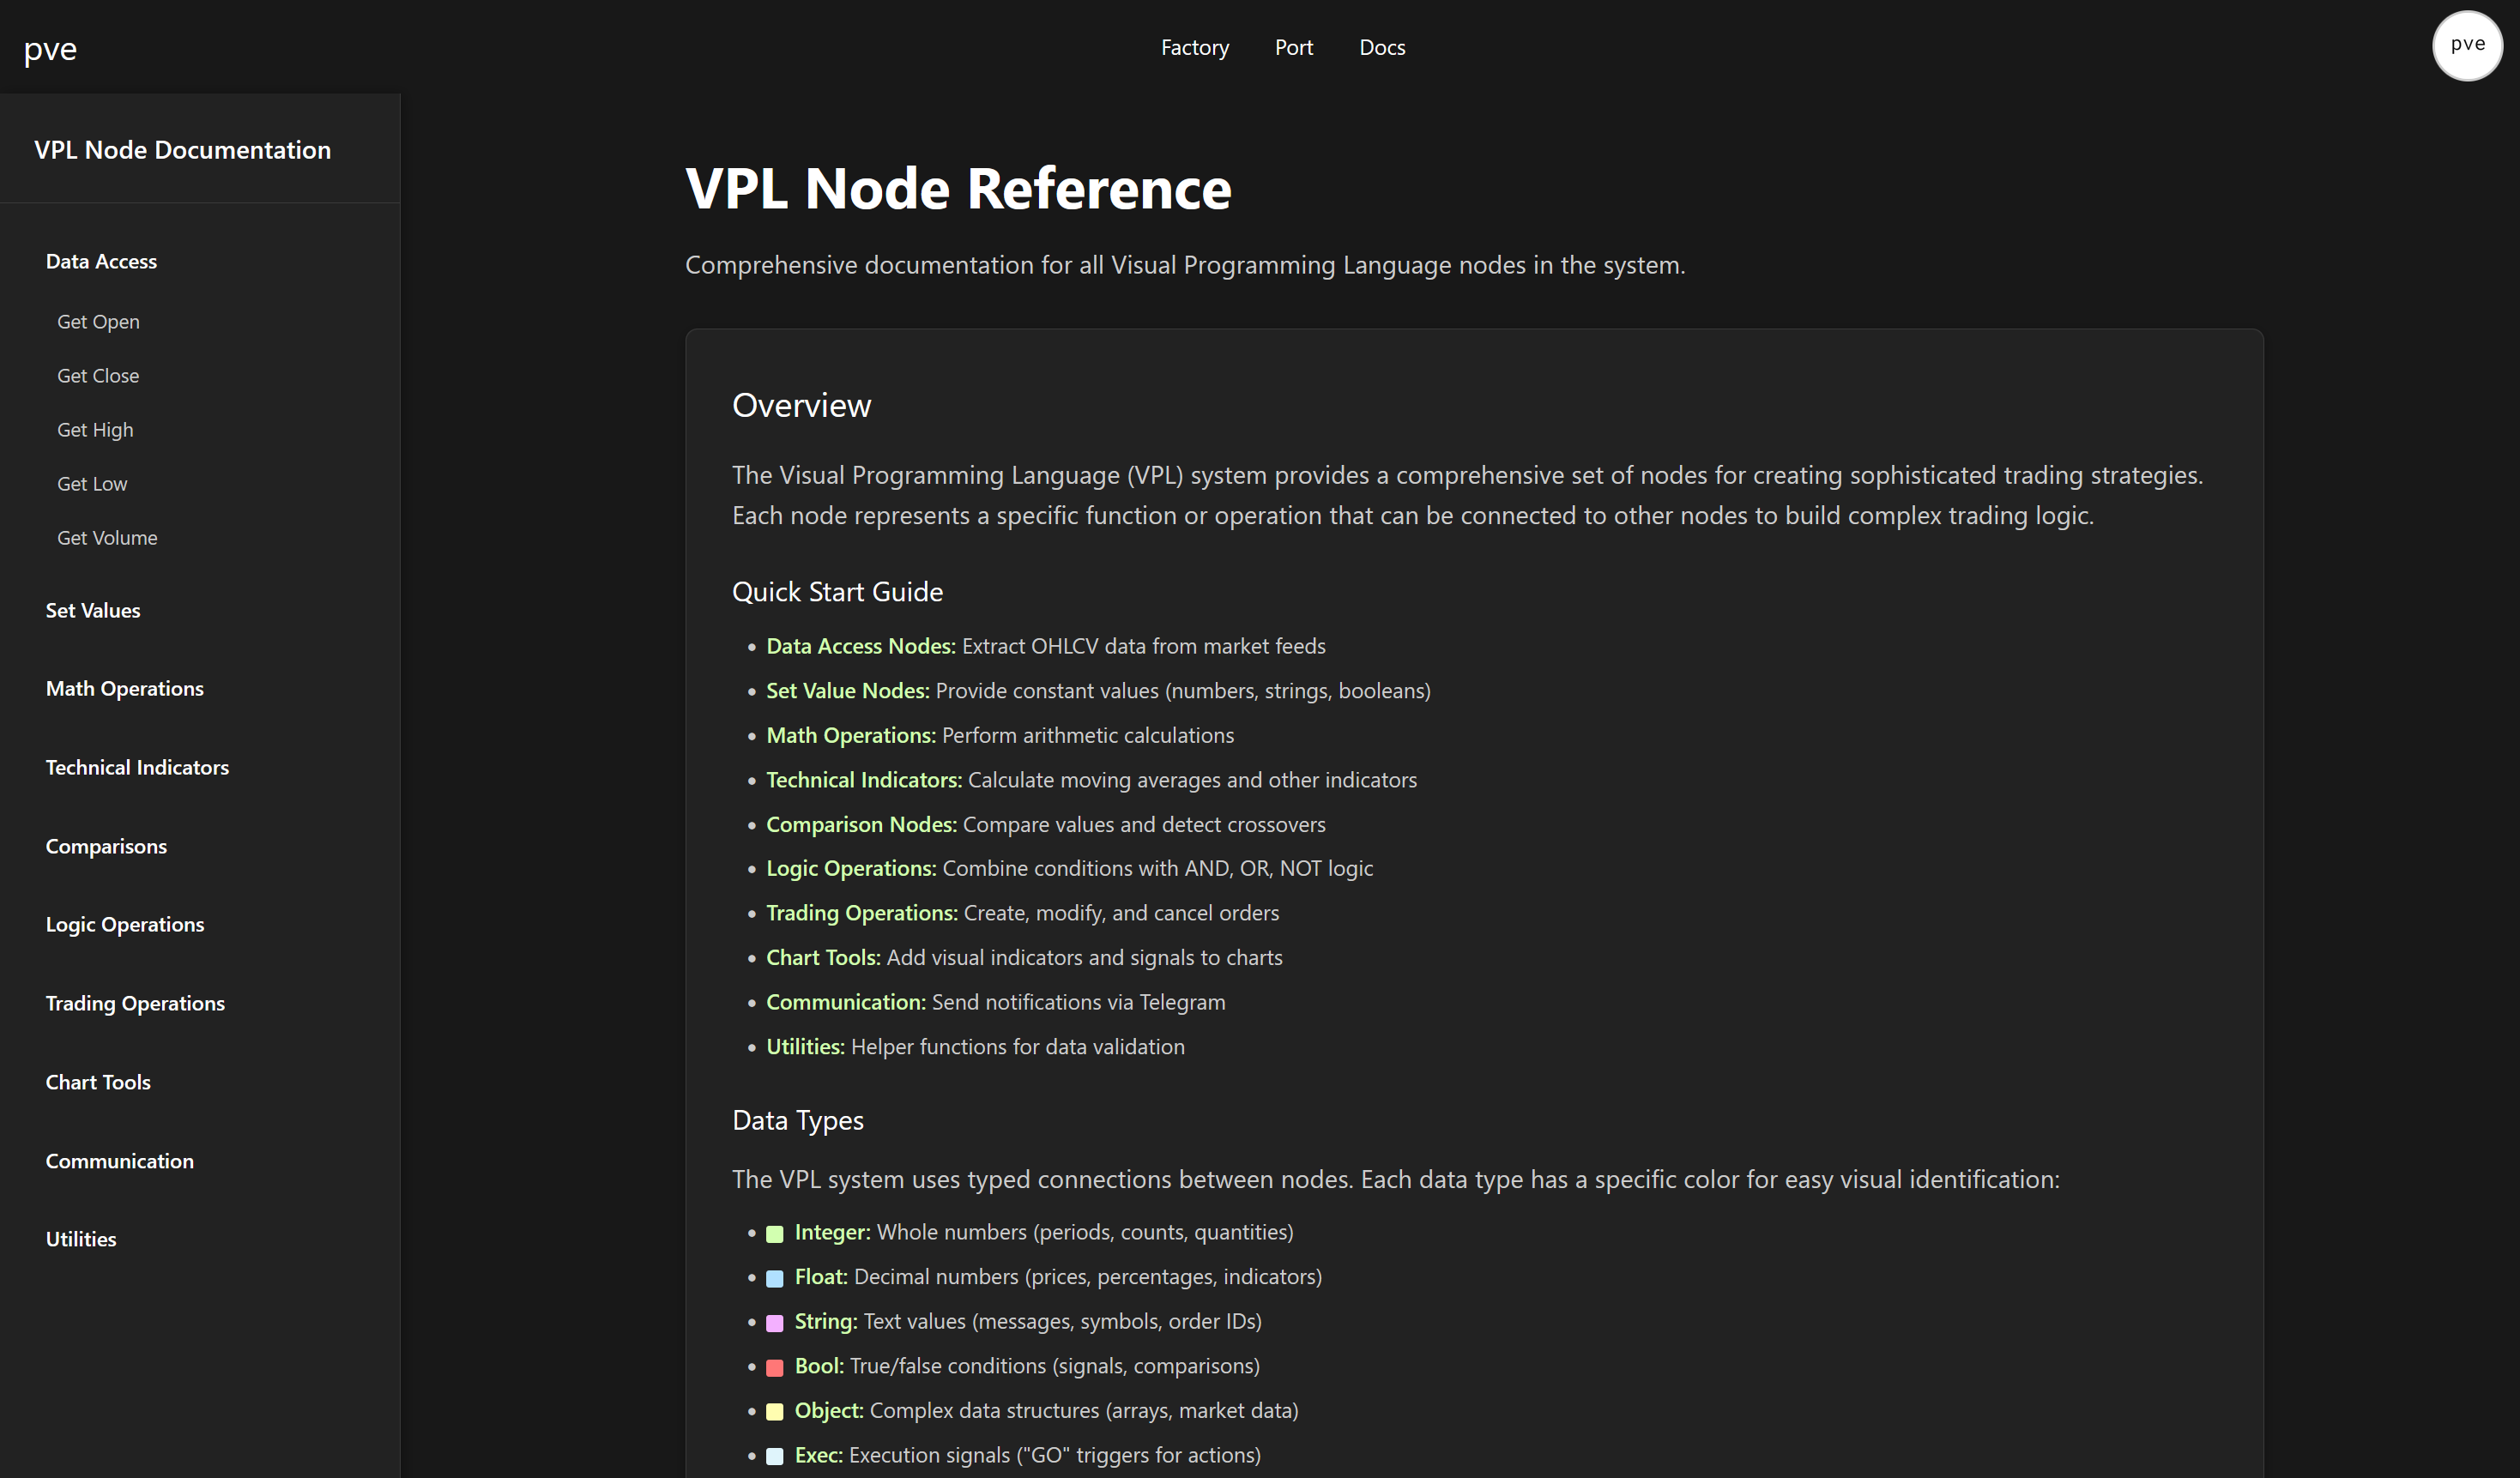 pve
Factory
Port
Docs
pve
VPL Node Documentation
Data Access
Get Open
Get Close
Get High
Get Low
Get Volume
Set Values
Math Operations
Technical Indicators
Comparisons
Logic Operations
Trading Operations
Chart Tools
Communication
Utilities
VPL Node Reference
Comprehensive documentation for all Visual Programming Language nodes in the system.
Overview
The Visual Programming Language (VPL) system provides a comprehensive set of nodes for creating sophisticated trading strategies.
Each node represents a specific function or operation that can be connected to other nodes to build complex trading logic.
Quick Start Guide
• Data Access Nodes: Extract OHLCV data from market feeds
• Set Value Nodes: Provide constant values (numbers, strings, booleans)
• Math Operations: Perform arithmetic calculations
• Technical Indicators: Calculate moving averages and other indicators
• Comparison Nodes: Compare values and detect crossovers
• Logic Operations: Combine conditions with AND, OR, NOT logic
• Trading Operations: Create, modify, and cancel orders
• Chart Tools: Add visual indicators and signals to charts
• Communication: Send notifications via Telegram
• Utilities: Helper functions for data validation
Data Types
The VPL system uses typed connections between nodes. Each data type has a specific color for easy visual identification:
• Integer: Whole numbers (periods, counts, quantities)
• Float: Decimal numbers (prices, percentages, indicators)
• String: Text values (messages, symbols, order IDs)
• Bool: True/false conditions (signals, comparisons)
• Object: Complex data structures (arrays, market data)
• Exec: Execution signals ("GO" triggers for actions)